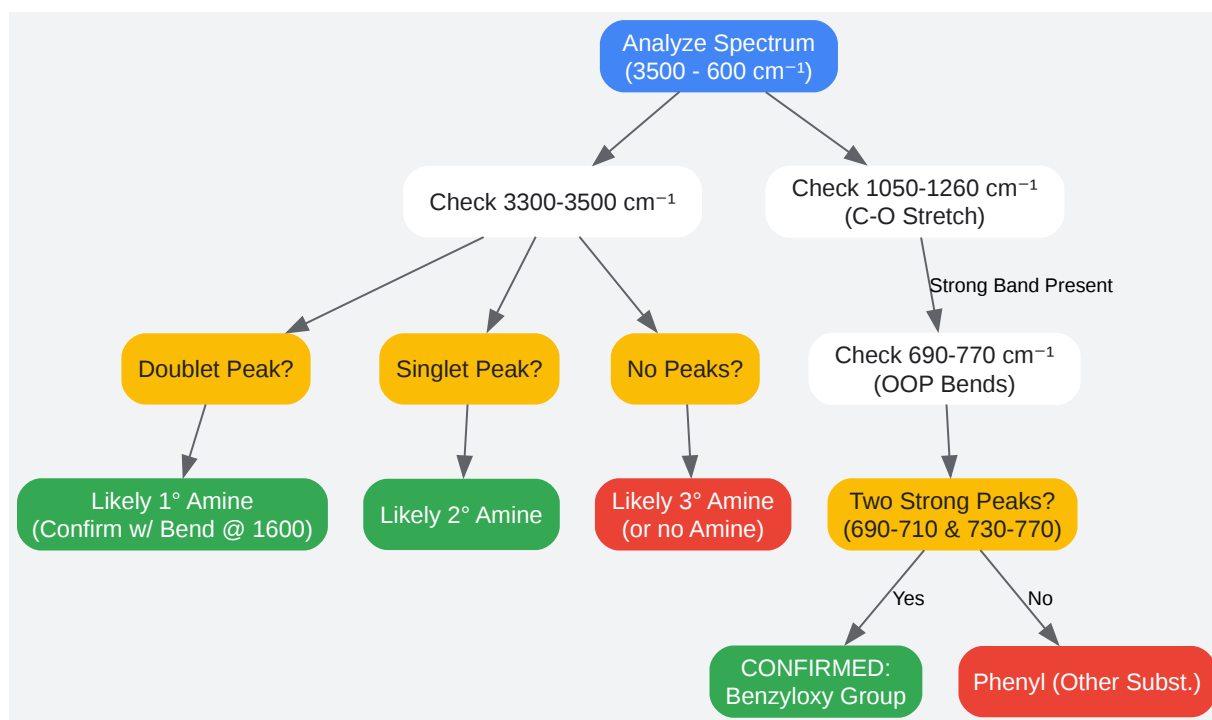 Analyze Spectrum
(3500 - 600 cm⁻¹)
Check 3300-3500 cm⁻¹
Check 1050-1260 cm⁻¹
(C-O Stretch)
Strong Band Present
Doublet Peak?
Singlet Peak?
No Peaks?
Check 690-770 cm⁻¹
(OOP Bends)
Likely 1° Amine
(Confirm w/ Bend @ 1600)
Likely 2° Amine
Likely 3° Amine
(or no Amine)
Two Strong Peaks?
(690-710 & 730-770)
Yes
No
CONFIRMED:
Benzyloxy Group
Phenyl (Other Subst.)